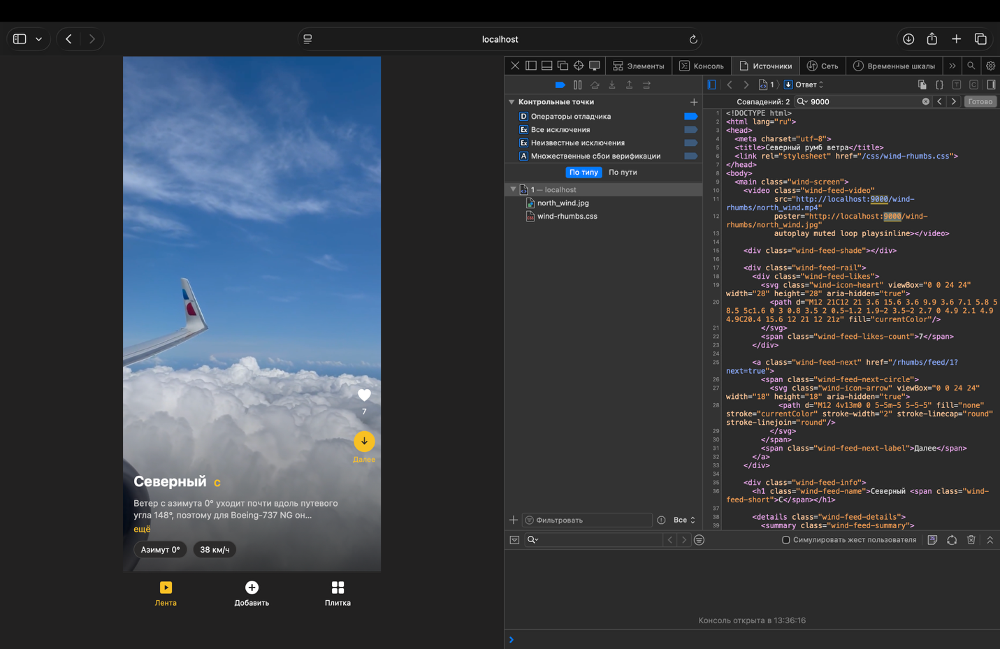 localhost
Элементы
Консоль
Источники
Сеть
Временные шкалы
1
Ответ
Контрольные точки
Совпадений: 2
9000
Готово
D Операторы отладчика
Ex Все исключения
Ex Неизвестные исключения
A Множественные сбои верификации
По типу По пути
1 — localhost
north_wind.jpg
CSS wind-rhumbs.css
1 <!DOCTYPE html>
2 <html lang="ru">
3 <head>
4 <meta charset="utf-8">
5 <title>Северный румб ветра</title>
6 <link rel="stylesheet" href="/css/wind-rhumbs.css">
7 </head>
8 <body>
9 <main class="wind-screen">
10 <video class="wind-feed-video"
11 src="http://localhost:9000/wind-
rhumbs/north_wind.mp4"
12 poster="http://localhost:9000/wind-
rhumbs/north_wind.jpg"
13 autoplay muted loop playsinline></video>
14
15 <div class="wind-feed-shade"></div>
16
17 <div class="wind-feed-rail">
18 <div class="wind-feed-likes">
19 <svg class="wind-icon-heart" viewBox="0 0 24 24"
width="28" height="28" aria-hidden="true">
20 <path d="M12 21C12 21 3.6 15.6 3.6 9.9 3.6 7.1 5.8 5
8.5 5c1.6 0 3 0.8 3.5 2 0.5-1.2 1.9-2 3.5-2 2.7 0 4.9 2.1 4.9
4.9C20.4 15.6 12 21 12 21z" fill="currentColor"/>
21 </svg>
22 <span class="wind-feed-likes-count">7</span>
23 </div>
24
25 <a class="wind-feed-next" href="/rhumbs/feed/1?
next=true">
26 <span class="wind-feed-next-circle">
27 <svg class="wind-icon-arrow" viewBox="0 0 24 24"
width="18" height="18" aria-hidden="true">
28 <path d="M12 4v13m0 0 5-5m-5 5-5-5" fill="none"
stroke="currentColor" stroke-width="2" stroke-linecap="round"
stroke-linejoin="round"/>
29 </svg>
30 </span>
31 <span class="wind-feed-next-label">Далее</span>
32 </a>
33 </div>
34
35 <div class="wind-feed-info">
36 <h1 class="wind-feed-name">Северный <span class="wind-
feed-short">С</span></h1>
37
38 <details class="wind-feed-details">
39 <summary class="wind-feed-summary">
7
Далее
Северный С
Ветер с азимута 0° уходит почти вдоль путевого
угла 148°, поэтому для Boeing-737 NG он...
ещё
Азимут 0° 38 км/ч
Лента
Добавить
Плитка
Фильтровать
Все
Симулировать жест пользователя
Консоль открыта в 13:36:16